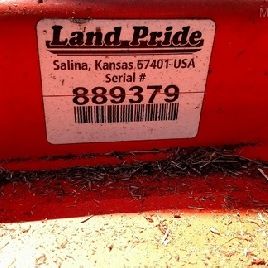 Land Pride
Salina, Kansas 67401 USA
Serial #
889379